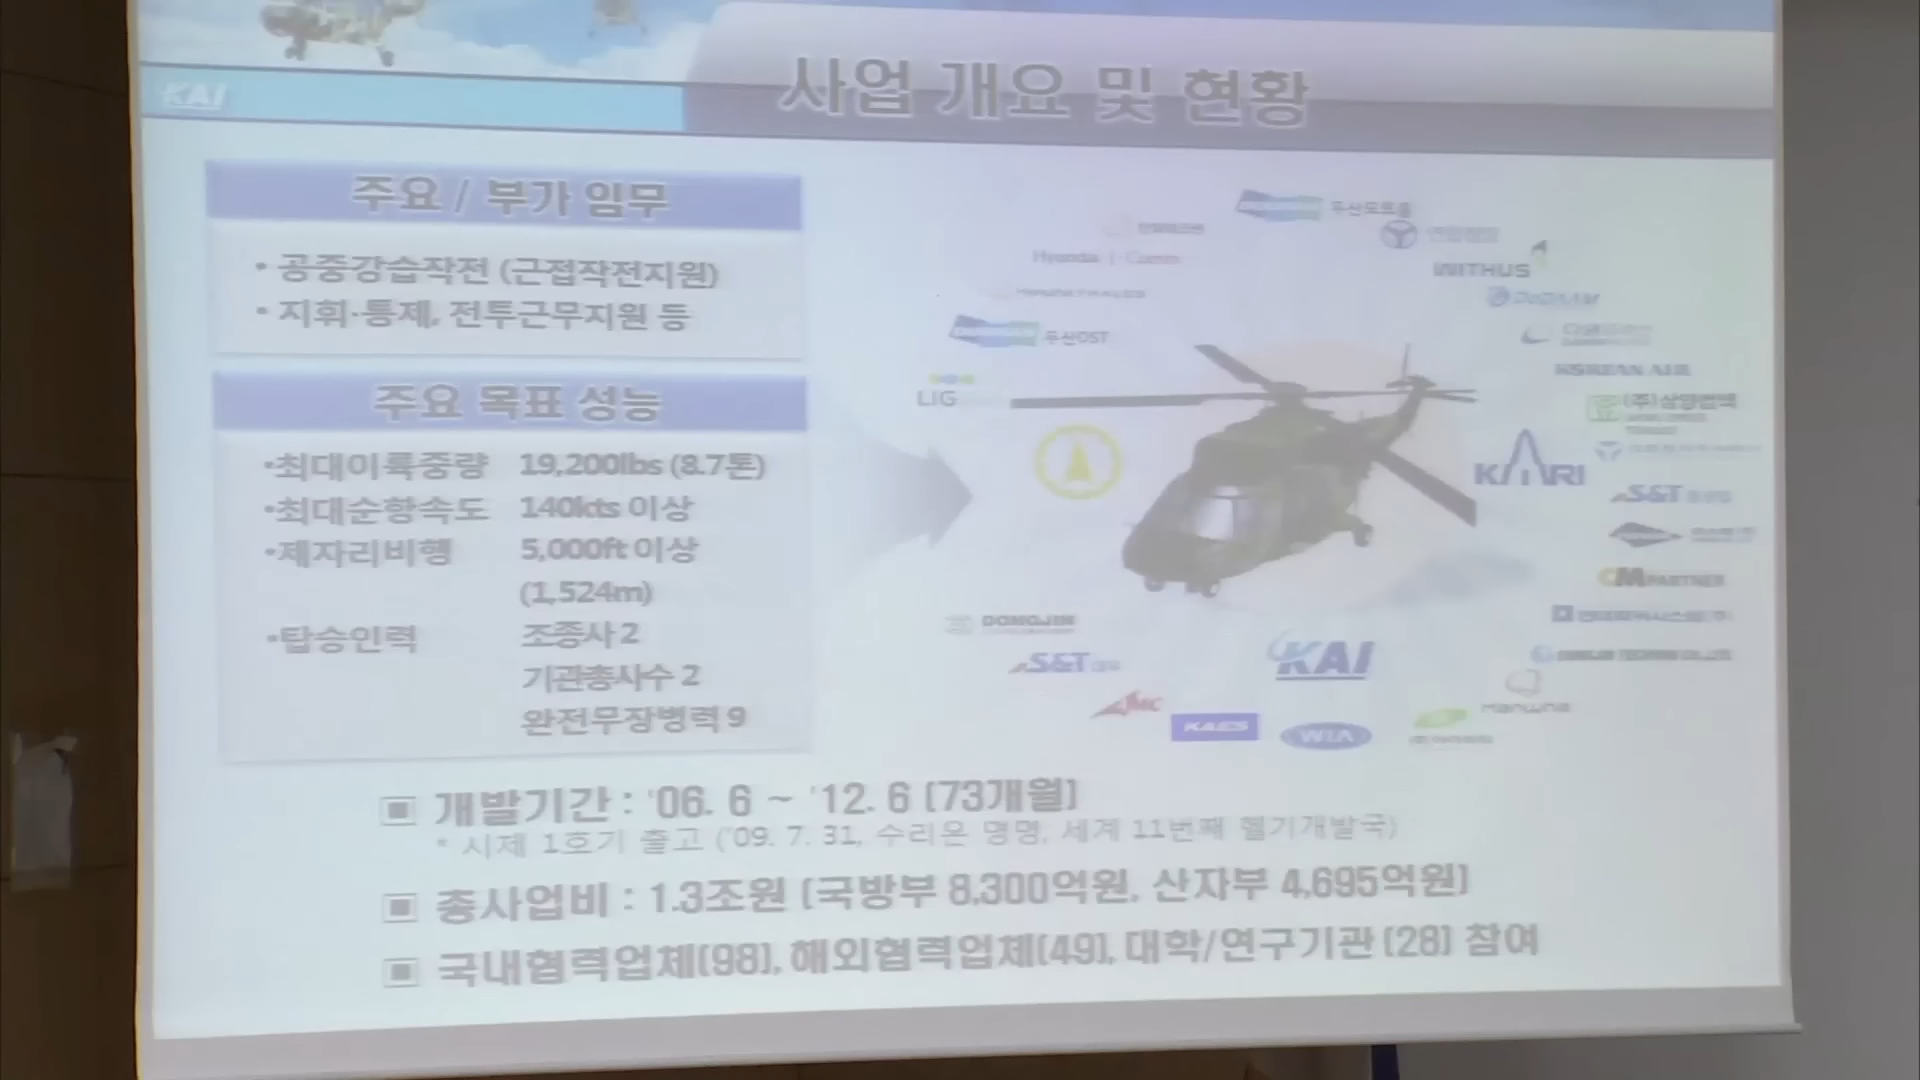 KAI
사업 개요 및 현황
주요 / 부가 임무
• 공중강습작전 (근접작전지원)
• 지휘·통제, 전투근무지원 등
주요 목표 성능
•최대이륙중량 19,200lbs (8.7톤)
•최대순항속도 140kts 이상
•제자리비행 5,000ft 이상
(1,524m)
•탑승인력 조종사 2
기관총사수 2
완전무장병력 9
두산모트롤
WITHUS
두산DST
LIG
KOREAN AIR
KARI
S&T
CM PARTNER
DONGJIN
S&T
KAI
Hanwha
KAES
WIA
▣ 개발기간 : '06. 6 ~ '12. 6 (73개월)
* 시제 1호기 출고 ('09. 7. 31, 수리온 명명, 세계 11번째 헬기개발국)
▣ 총사업비 : 1.3조원 (국방부 8,300억원, 산자부 4,695억원)
▣ 국내협력업체(98), 해외협력업체(49), 대학/연구기관 (28) 참여